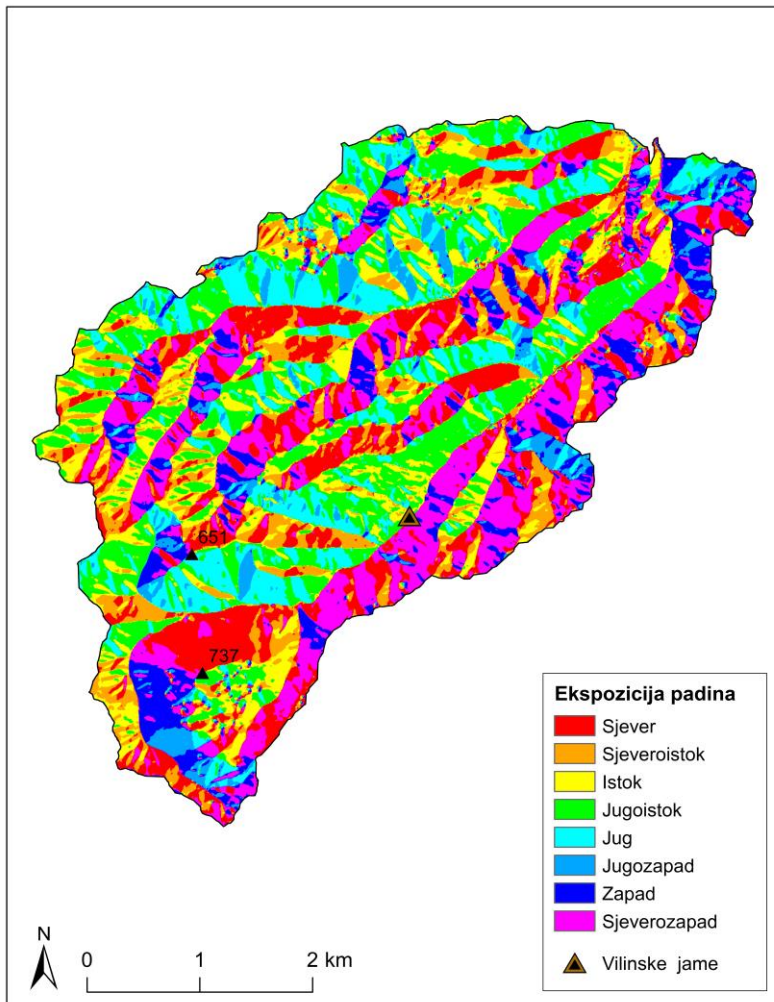 651
737
Ekspozicija padina
Sjever
Sjeveroistok
Istok
Jugoistok
Jug
Jugozapad
Zapad
Sjeverozapad
Vilinske jame
N
0 1 2 km